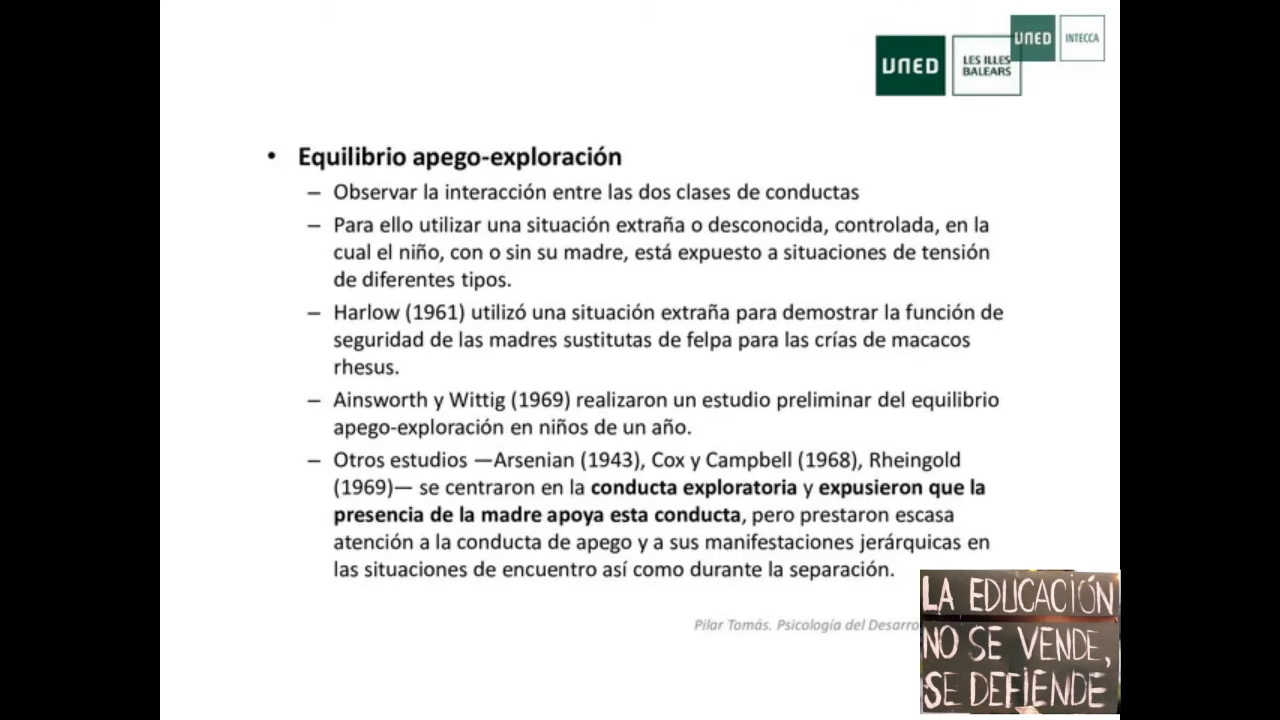 UNED
INTECCA
UNED
LES ILLES
BALEARS
• Equilibrio apego-exploración
– Observar la interacción entre las dos clases de conductas
– Para ello utilizar una situación extraña o desconocida, controlada, en la
cual el niño, con o sin su madre, está expuesto a situaciones de tensión
de diferentes tipos.
– Harlow (1961) utilizó una situación extraña para demostrar la función de
seguridad de las madres sustitutas de felpa para las crías de macacos
rhesus.
– Ainsworth y Wittig (1969) realizaron un estudio preliminar del equilibrio
apego-exploración en niños de un año.
– Otros estudios —Arsenian (1943), Cox y Campbell (1968), Rheingold
(1969)— se centraron en la conducta exploratoria y expusieron que la
presencia de la madre apoya esta conducta, pero prestaron escasa
atención a la conducta de apego y a sus manifestaciones jerárquicas en
las situaciones de encuentro así como durante la separación.
Pilar Tomás. Psicología del Desarro
LA EDUCACIÓN
NO SE VENDE,
SE DEFIENDE